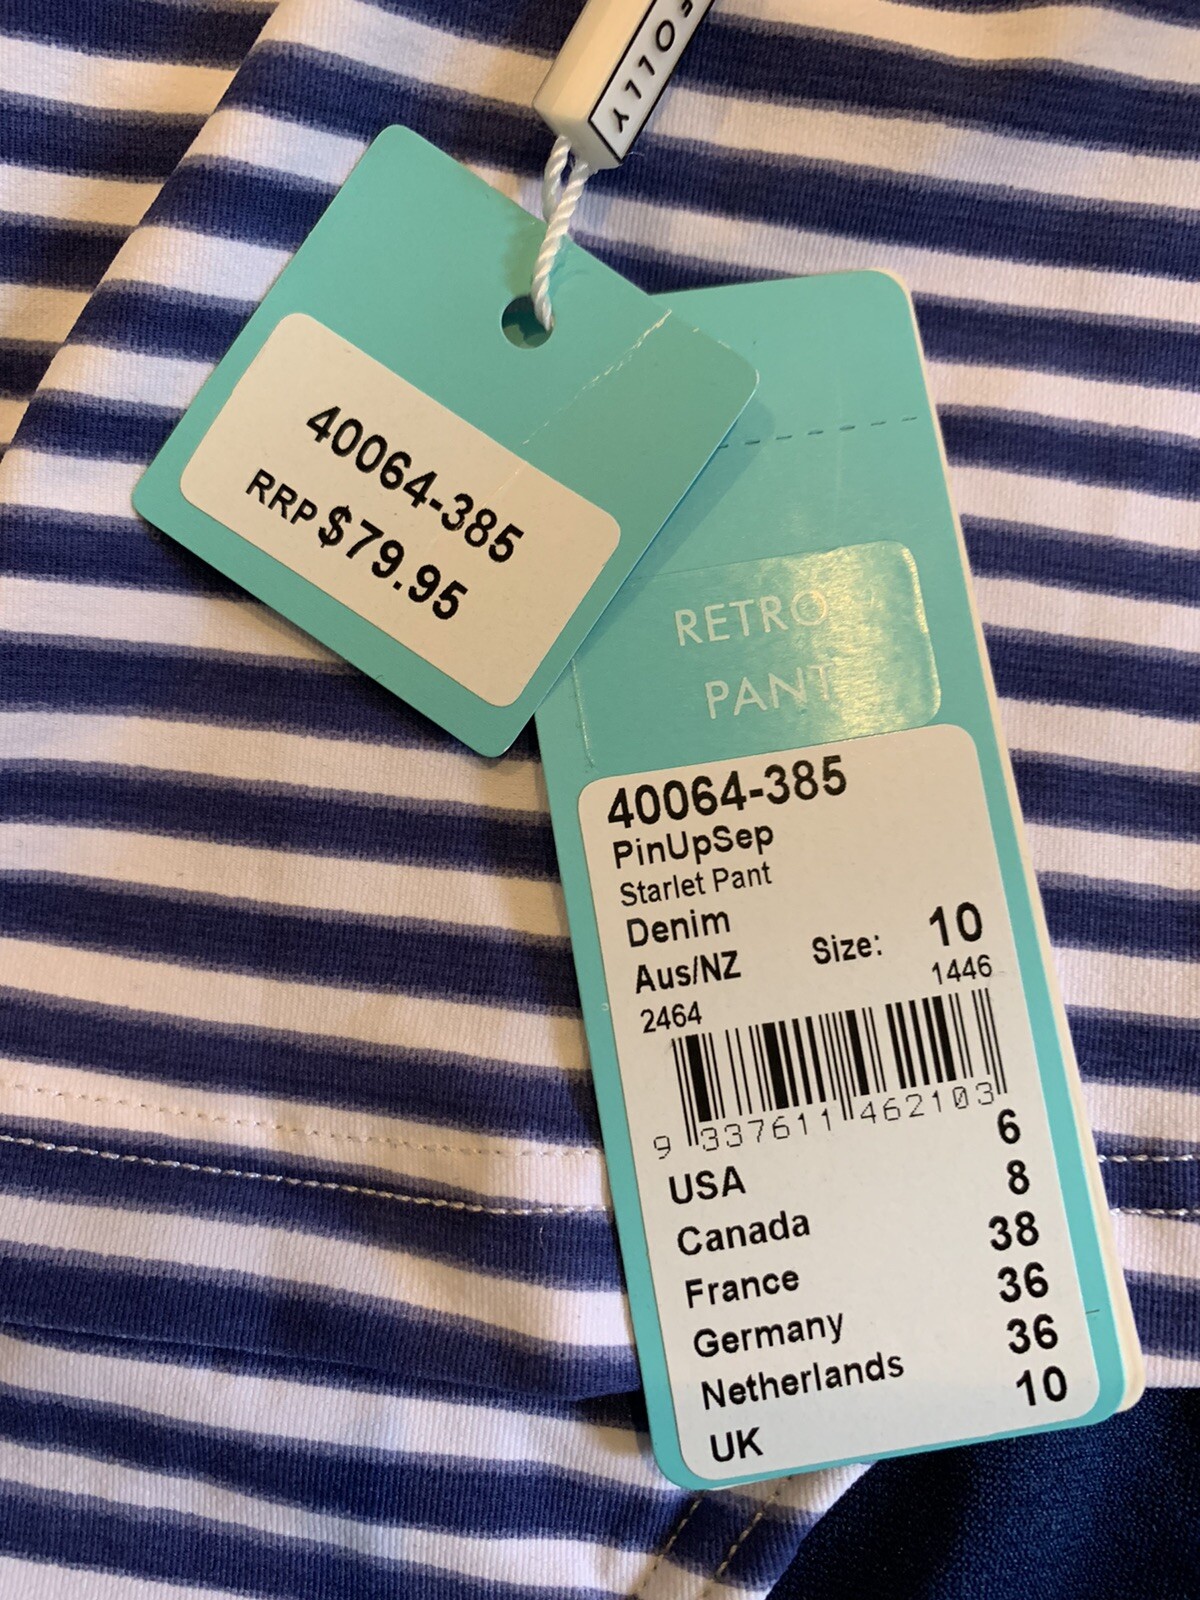 FOLLY
40064-385
RRP $79.95
RETRO
PANT
40064-385
PinUpSep
Starlet Pant
Denim
Aus/NZ Size: 10
2464 1446
9 337611 462103
USA 6
Canada 8
France 38
Germany 36
Netherlands 36
UK 10